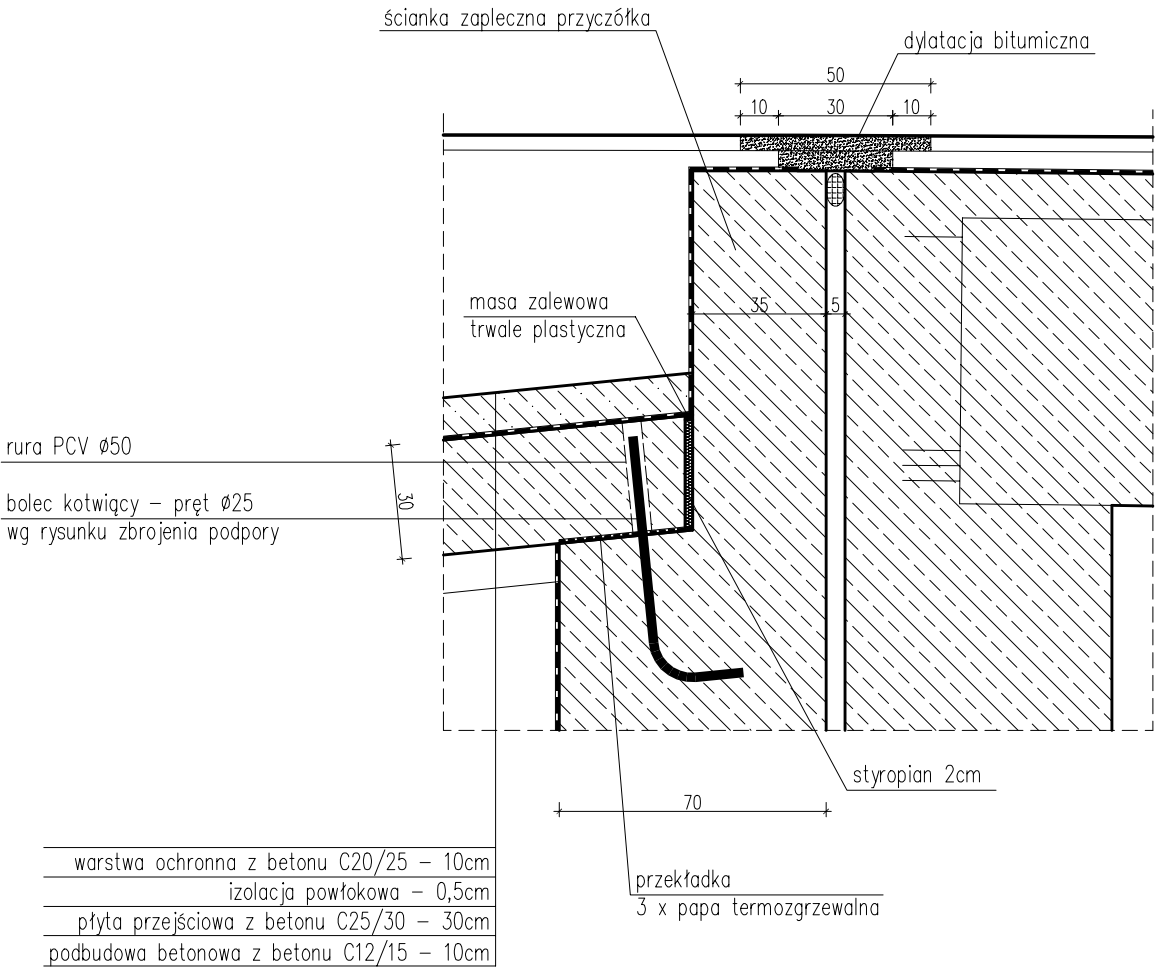 ścianka zapleczna przyczółka
dylatacja bitumiczna
50
10
30
10
masa zalewowa
trwale plastyczna
35
5
rura PCV ø50
bolec kotwiący – pręt ø25
wg rysunku zbrojenia podpory
30
styropian 2cm
70
warstwa ochronna z betonu C20/25 – 10cm
izolacja powłokowa – 0,5cm
płyta przejściowa z betonu C25/30 – 30cm
podbudowa betonowa z betonu C12/15 – 10cm
przekładka
3 x papa termozgrzewalna